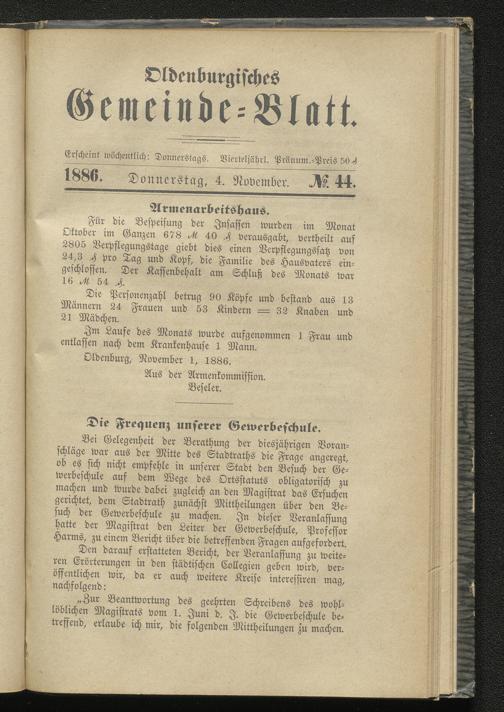 Oldenburgisches
Gemeinde-Blatt.
Erscheint wöchentlich: Donnerstags. Vierteljährl. Pränum.-Preis 50 ₰
1886. Donnerstag, 4. November. № 44.
Armenarbeitshaus.
Für die Bespeisung der Insassen wurden im Monat
Oktober im Ganzen 678 ℳ 40 ₰ verausgabt, vertheilt auf
2805 Verpflegungstage giebt dies einen Verpflegungssatz von
24,3 ₰ pro Tag und Kopf, die Familie des Hausvaters ein-
geschlossen. Der Kassenbehalt am Schluß des Monats war
16 ℳ 54 ₰.
Die Personenzahl betrug 90 Köpfe und bestand aus 13
Männern 24 Frauen und 53 Kindern = 32 Knaben und
21 Mädchen.
Im Laufe des Monats wurde aufgenommen 1 Frau und
entlassen nach dem Krankenhause 1 Mann.
Oldenburg, November 1, 1886.
Aus der Armenkommission.
Beseler.
Die Frequenz unserer Gewerbeschule.
Bei Gelegenheit der Berathung der diesjährigen Voran-
schläge war aus der Mitte des Stadtraths die Frage angeregt,
ob es sich nicht empfehle in unserer Stadt den Besuch der Ge-
werbeschule auf dem Wege des Ortsstatuts obligatorisch zu
machen und wurde dabei zugleich an den Magistrat das Ersuchen
gerichtet, dem Stadtrath zunächst Mittheilungen über den Be-
such der Gewerbeschule zu machen. In dieser Veranlassung
hatte der Magistrat den Leiter der Gewerbeschule, Professor
Harms, zu einem Bericht über die betreffenden Fragen aufgefordert.
Den darauf erstatteten Bericht, der Veranlassung zu weite-
ren Erörterungen in den städtischen Collegien geben wird, ver-
öffentlichen wir, da er auch weitere Kreise interessiren mag,
nachfolgend:
„Zur Beantwortung des geehrten Schreibens des wohl-
löblichen Magistrats vom 1. Juni d. J. die Gewerbeschule be-
treffend, erlaube ich mir, die folgenden Mittheilungen zu machen.